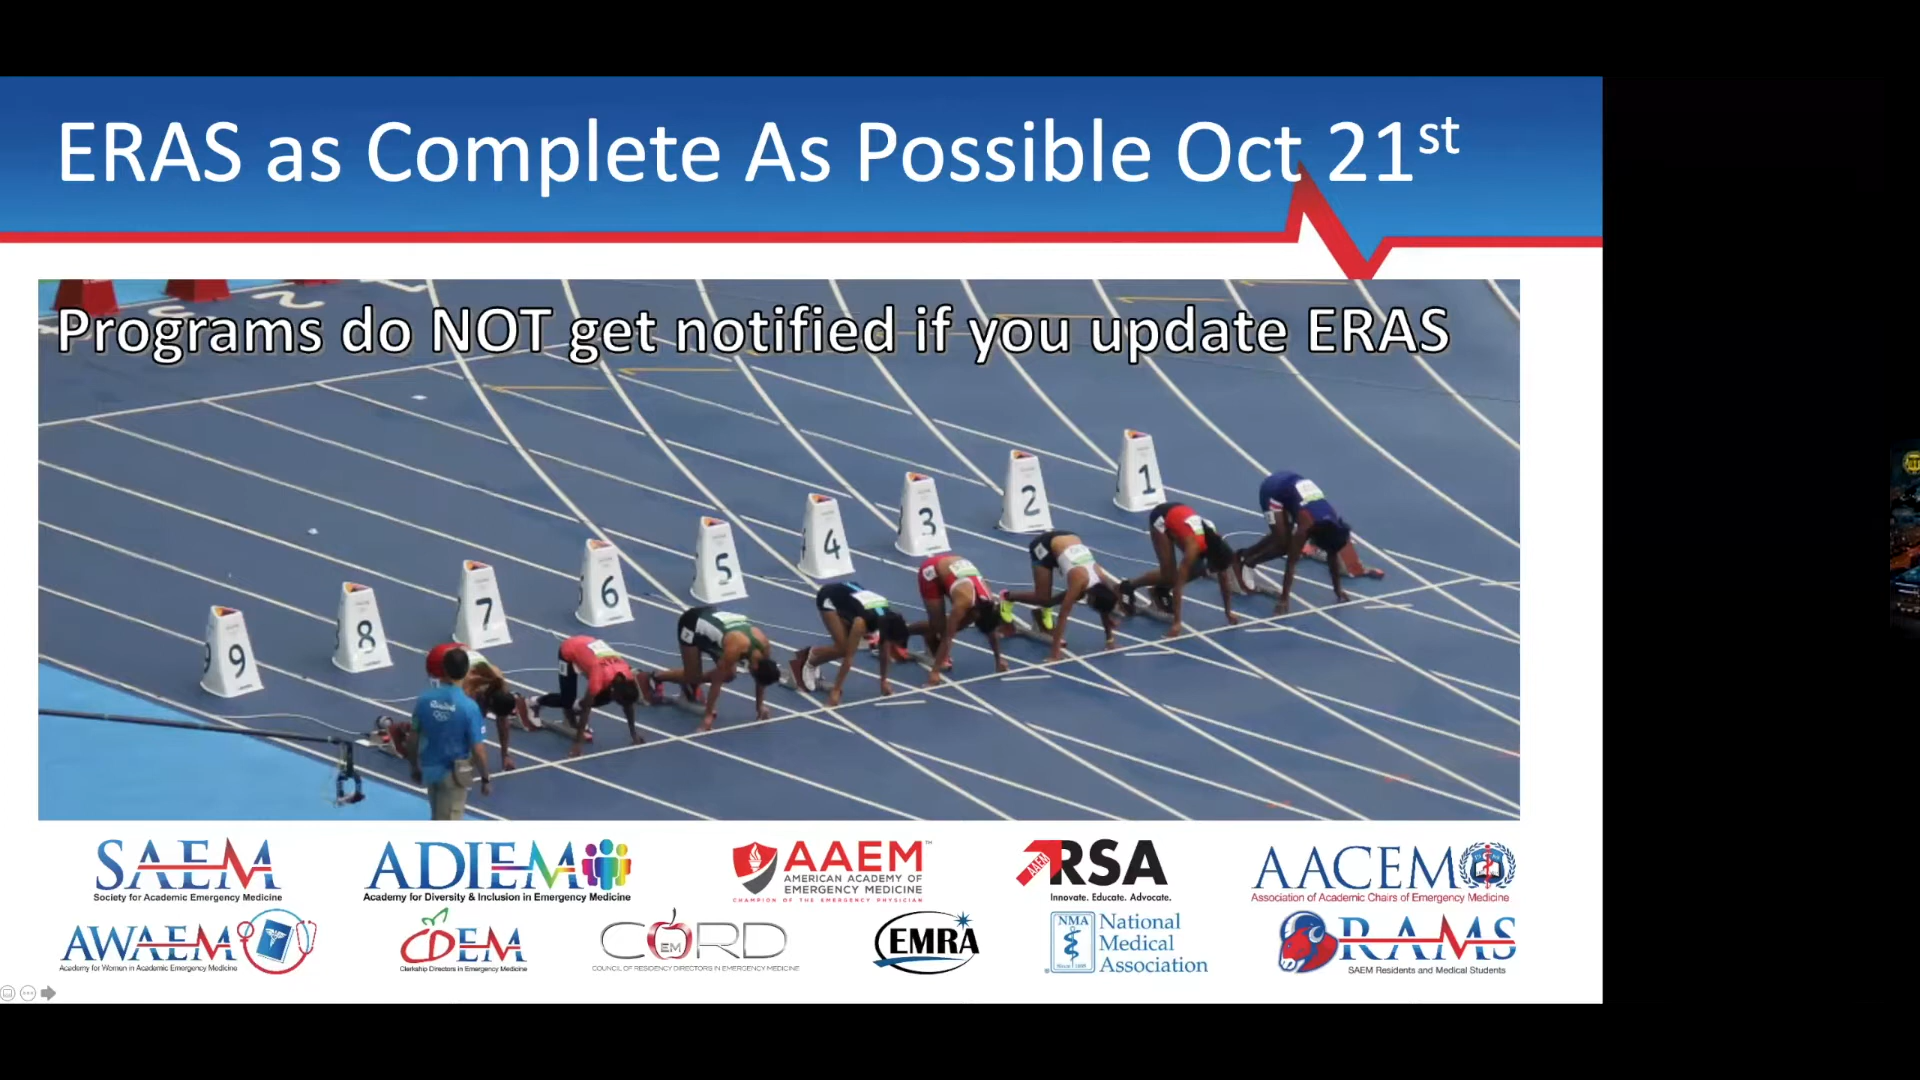 ERAS as Complete As Possible Oct 21st
Programs do NOT get notified if you update ERAS
1
2
3
4
5
6
7
8
9
SAEM
Society for Academic Emergency Medicine
ADIEM
Academy for Diversity & Inclusion in Emergency Medicine
AAEM
AMERICAN ACADEMY OF
EMERGENCY MEDICINE
CHAMPION OF THE EMERGENCY PHYSICIAN
AAEM RSA
Innovate. Educate. Advocate.
AACEM
Association of Academic Chairs of Emergency Medicine
AWAEM
Academy for Women in Academic Emergency Medicine
CDEM
Clerkship Directors in Emergency Medicine
CORD
EM
COUNCIL OF RESIDENCY DIRECTORS IN EMERGENCY MEDICINE
EMRA
NMA
National
Medical
Association
RAMS
SAEM Residents and Medical Students